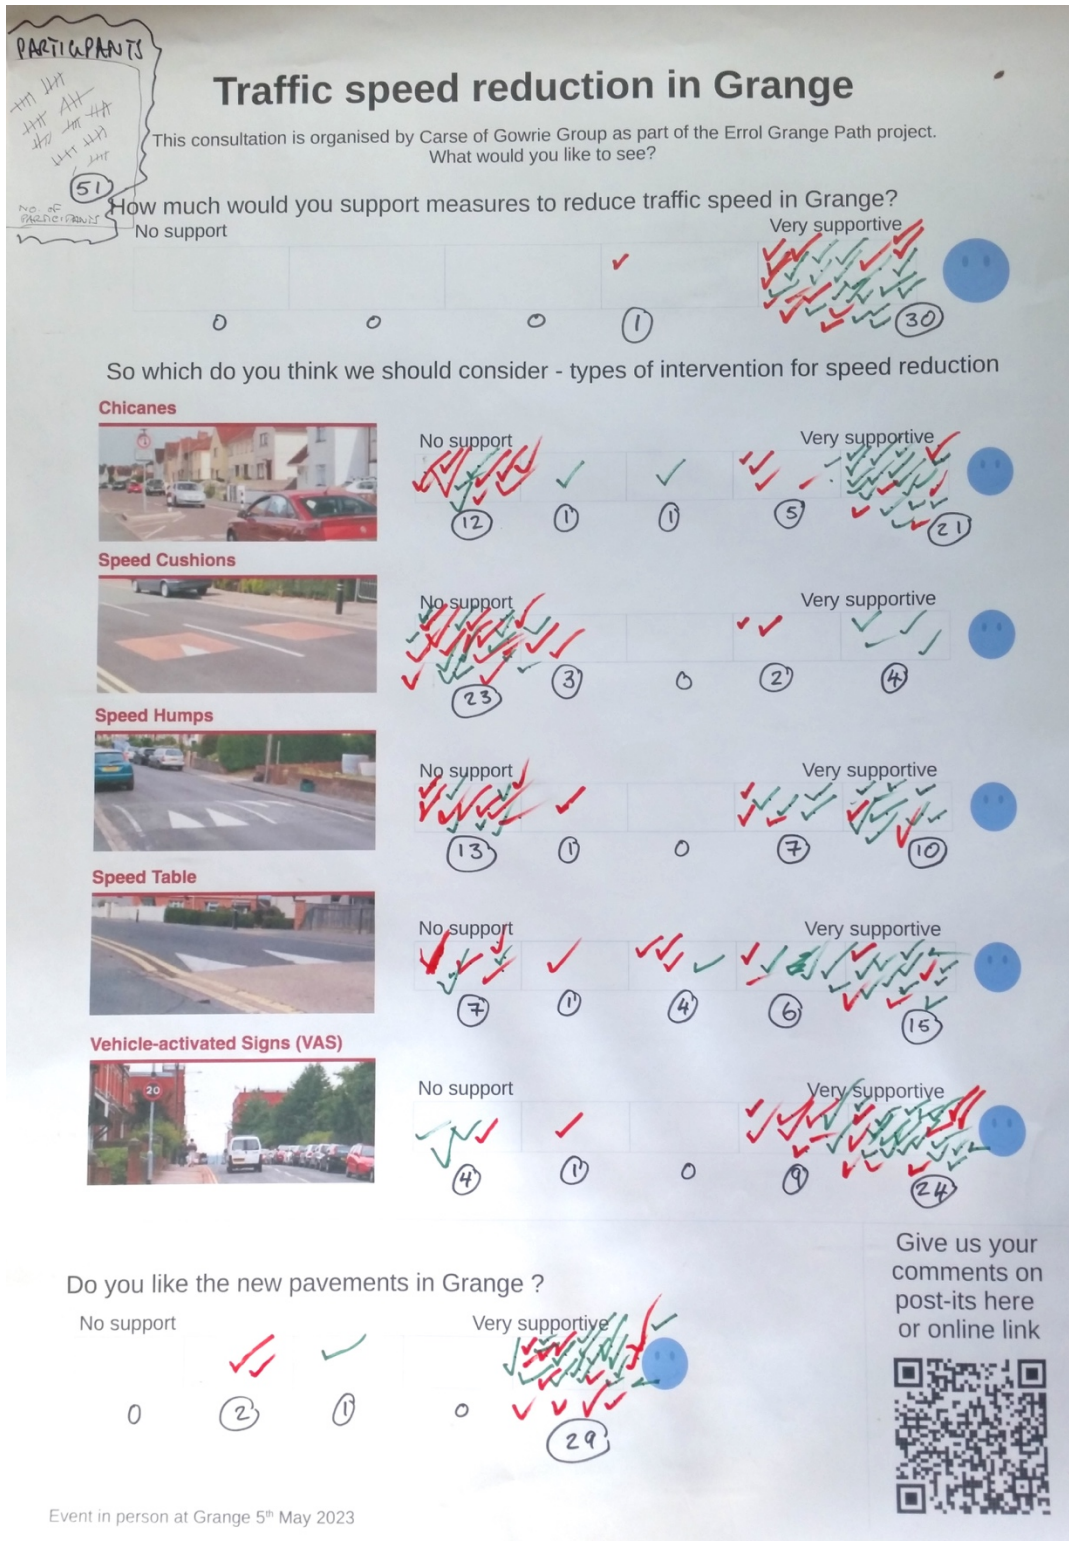 PARTICIPANTS
51
NO. OF
PARTICIPANTS
Traffic speed reduction in Grange
This consultation is organised by Carse of Gowrie Group as part of the Errol Grange Path project.
What would you like to see?
How much would you support measures to reduce traffic speed in Grange?
No support Very supportive
0 0 0 1 30
So which do you think we should consider - types of intervention for speed reduction
Chicanes
No support Very supportive
12 1 1 5 21
Speed Cushions
No support Very supportive
23 3 0 2 4
Speed Humps
No support Very supportive
13 1 0 7 10
Speed Table
No support Very supportive
7 1 4 6 15
Vehicle-activated Signs (VAS)
20
No support Very supportive
4 1 0 9 24
Do you like the new pavements in Grange ?
No support Very supportive
0 2 1 0 29
Give us your
comments on
post-its here
or online link
Event in person at Grange 5th May 2023